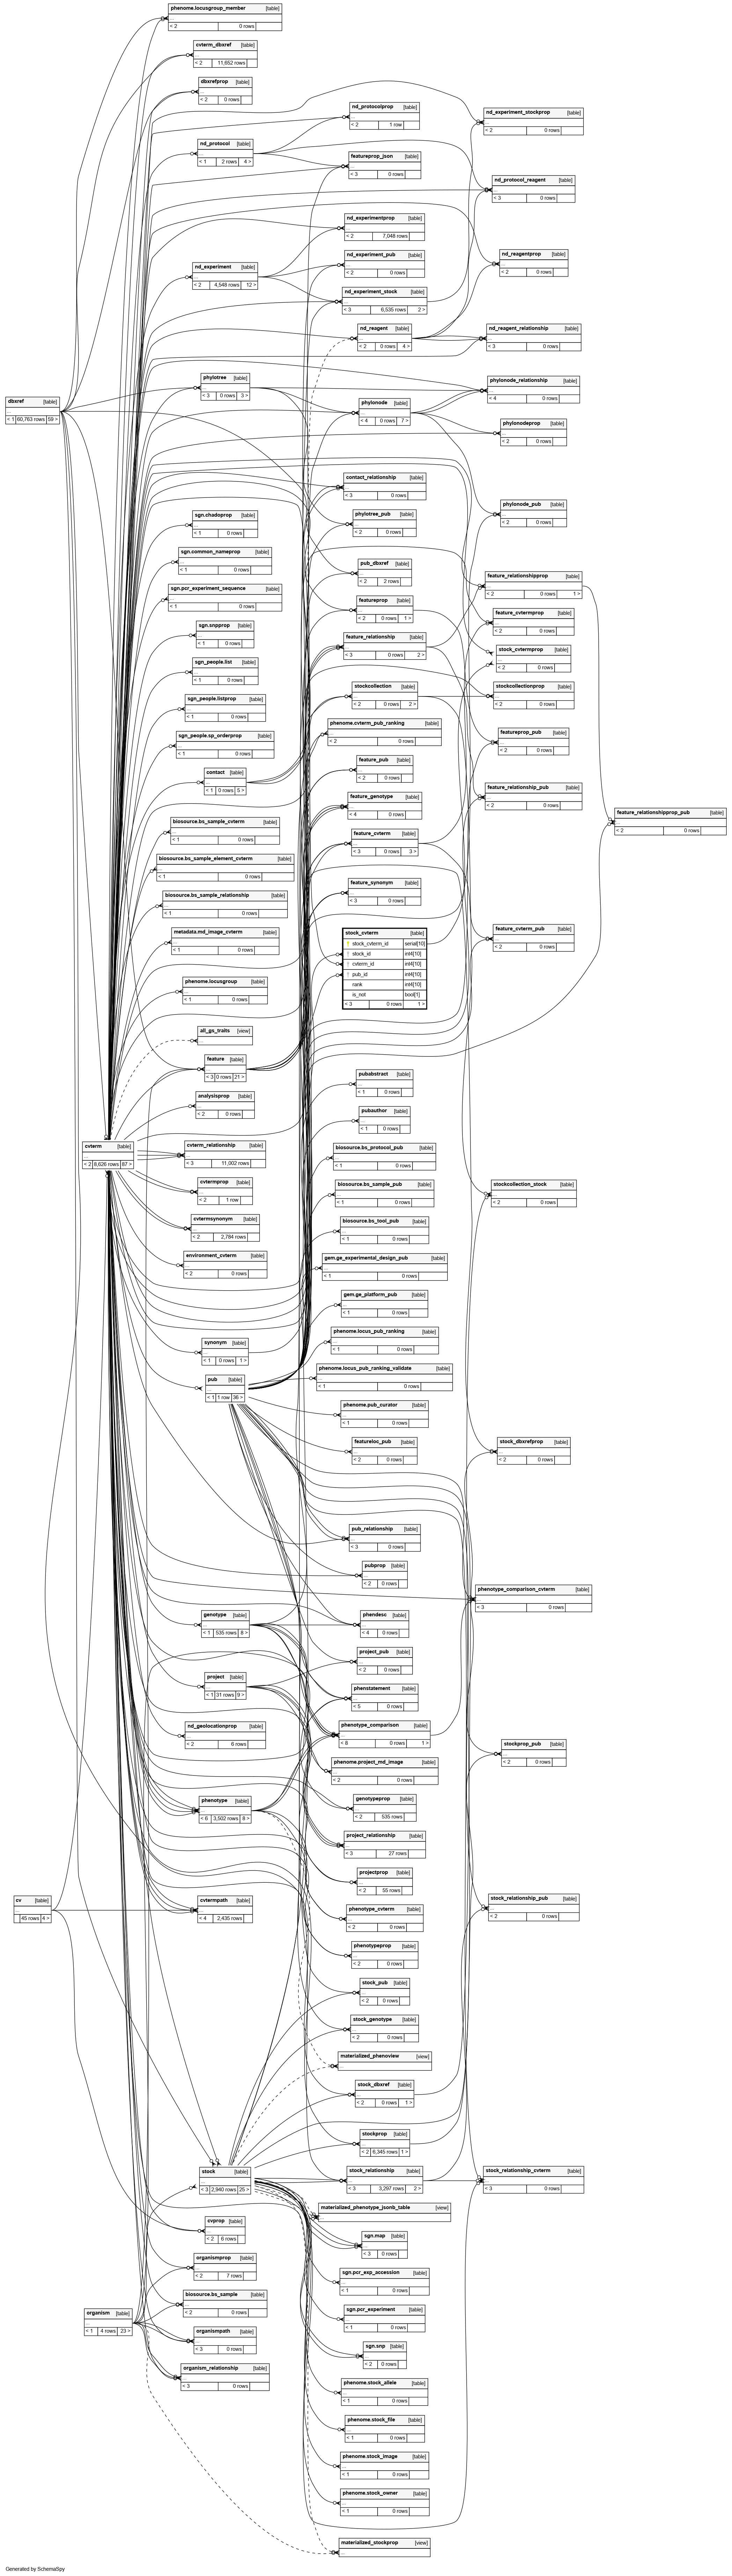 phenome.locusgroup_member [table]
...
< 2 0 rows
cvterm_dbxref [table]
...
< 2 11,652 rows
dbxrefprop [table]
...
< 2 0 rows
nd_protocolprop [table]
...
< 2 1 row
nd_experiment_stockprop [table]
...
< 2 0 rows
nd_protocol [table]
...
< 1 2 rows 4 >
featureprop_json [table]
...
< 3 0 rows
nd_protocol_reagent [table]
...
< 3 0 rows
nd_experimentprop [table]
...
< 2 7,048 rows
nd_experiment_pub [table]
...
< 2 0 rows
nd_reagentprop [table]
...
< 2 0 rows
nd_experiment [table]
...
< 2 4,548 rows 12 >
nd_experiment_stock [table]
...
< 3 6,535 rows 2 >
nd_reagent [table]
...
< 2 0 rows 4 >
nd_reagent_relationship [table]
...
< 3 0 rows
dbxref [table]
...
< 1 60,763 rows 59 >
phylotree [table]
...
< 3 0 rows 3 >
phylonode [table]
...
< 4 0 rows 7 >
phylonode_relationship [table]
...
< 4 0 rows
phylonodeprop [table]
...
< 2 0 rows
contact_relationship [table]
...
< 3 0 rows
phylotree_pub [table]
...
< 2 0 rows
phylonode_pub [table]
...
< 2 0 rows
sgn.chadoprop [table]
...
< 1 0 rows
sgn.common_nameprop [table]
...
< 1 0 rows
pub_dbxref [table]
...
< 2 2 rows
feature_relationshipprop [table]
...
< 2 0 rows 1 >
sgn.pcr_experiment_sequence [table]
...
< 1 0 rows
featureprop [table]
...
< 2 0 rows 1 >
feature_cvtermprop [table]
...
< 2 0 rows
sgn.snpprop [table]
...
< 1 0 rows
feature_relationship [table]
...
< 3 0 rows 2 >
stock_cvtermprop [table]
...
< 2 0 rows
sgn_people.list [table]
...
< 1 0 rows
stockcollection [table]
...
< 2 0 rows 2 >
stockcollectionprop [table]
...
< 2 0 rows
sgn_people.listprop [table]
...
< 1 0 rows
phenome.cvterm_pub_ranking [table]
...
< 2 0 rows
featureprop_pub [table]
...
< 2 0 rows
sgn_people.sp_orderprop [table]
...
< 1 0 rows
feature_pub [table]
...
< 2 0 rows
contact [table]
...
< 1 0 rows 5 >
feature_genotype [table]
...
< 4 0 rows
feature_relationship_pub [table]
...
< 2 0 rows
feature_relationshipprop_pub [table]
...
< 2 0 rows
biosource.bs_sample_cvterm [table]
...
< 1 0 rows
feature_cvterm [table]
...
< 3 0 rows 3 >
biosource.bs_sample_element_cvterm [table]
...
< 1 0 rows
feature_synonym [table]
...
< 3 0 rows
biosource.bs_sample_relationship [table]
...
< 1 0 rows
feature_cvterm_pub [table]
...
< 2 0 rows
metadata.md_image_cvterm [table]
...
< 1 0 rows
stock_cvterm [table]
stock_cvterm_id serial[10]
stock_id int4[10]
cvterm_id int4[10]
pub_id int4[10]
rank int4[10]
is_not bool[1]
< 3 0 rows 1 >
phenome.locusgroup [table]
...
< 1 0 rows
all_gs_traits [view]
...
feature [table]
...
< 3 0 rows 21 >
pubabstract [table]
...
< 1 0 rows
analysisprop [table]
...
< 2 0 rows
pubauthor [table]
...
< 1 0 rows
cvterm [table]
...
< 2 8,626 rows 87 >
cvterm_relationship [table]
...
< 3 11,002 rows
biosource.bs_protocol_pub [table]
...
< 1 0 rows
cvtermprop [table]
...
< 2 1 row
biosource.bs_sample_pub [table]
...
< 1 0 rows
stockcollection_stock [table]
...
< 2 0 rows
cvtermsynonym [table]
...
< 2 2,784 rows
biosource.bs_tool_pub [table]
...
< 1 0 rows
environment_cvterm [table]
...
< 2 0 rows
gem.ge_experimental_design_pub [table]
...
< 1 0 rows
gem.ge_platform_pub [table]
...
< 1 0 rows
synonym [table]
...
< 1 0 rows 1 >
phenome.locus_pub_ranking [table]
...
< 1 0 rows
pub [table]
...
< 1 1 row 36 >
phenome.locus_pub_ranking_validate [table]
...
< 1 0 rows
phenome.pub_curator [table]
...
< 1 0 rows
featureloc_pub [table]
...
< 2 0 rows
stock_dbxrefprop [table]
...
< 2 0 rows
pub_relationship [table]
...
< 3 0 rows
pubprop [table]
...
< 2 0 rows
phenotype_comparison_cvterm [table]
...
< 3 0 rows
genotype [table]
...
< 1 535 rows 8 >
phendesc [table]
...
< 4 0 rows
project_pub [table]
...
< 2 0 rows
project [table]
...
< 1 31 rows 9 >
phenstatement [table]
...
< 5 0 rows
nd_geolocationprop [table]
...
< 2 6 rows
phenotype_comparison [table]
...
< 8 0 rows 1 >
stockprop_pub [table]
...
< 2 0 rows
phenome.project_md_image [table]
...
< 2 0 rows
phenotype [table]
...
< 6 3,502 rows 8 >
genotypeprop [table]
...
< 2 535 rows
project_relationship [table]
...
< 3 27 rows
projectprop [table]
...
< 2 55 rows
cv [table]
...
45 rows 4 >
cvtermpath [table]
...
< 4 2,435 rows
phenotype_cvterm [table]
...
< 2 0 rows
stock_relationship_pub [table]
...
< 2 0 rows
phenotypeprop [table]
...
< 2 0 rows
stock_pub [table]
...
< 2 0 rows
stock_genotype [table]
...
< 2 0 rows
materialized_phenoview [view]
...
stock_dbxref [table]
...
< 2 0 rows 1 >
stockprop [table]
...
< 2 6,345 rows 1 >
stock [table]
...
< 3 2,940 rows 25 >
stock_relationship [table]
...
< 3 3,297 rows 2 >
stock_relationship_cvterm [table]
...
< 3 0 rows
materialized_phenotype_jsonb_table [view]
...
cvprop [table]
...
< 2 6 rows
sgn.map [table]
...
< 3 0 rows
organismprop [table]
...
< 2 7 rows
sgn.pcr_exp_accession [table]
...
< 1 0 rows
biosource.bs_sample [table]
...
< 2 0 rows
organism [table]
...
< 1 4 rows 23 >
sgn.pcr_experiment [table]
...
< 1 0 rows
organismpath [table]
...
< 3 0 rows
sgn.snp [table]
...
< 2 0 rows
organism_relationship [table]
...
< 3 0 rows
phenome.stock_allele [table]
...
< 1 0 rows
phenome.stock_file [table]
...
< 1 0 rows
phenome.stock_image [table]
...
< 1 0 rows
phenome.stock_owner [table]
...
< 1 0 rows
materialized_stockprop [view]
...
Generated by SchemaSpy